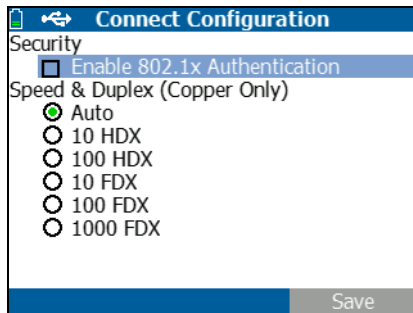 Connect Configuration
Security
Enable 802.1x Authentication
Speed & Duplex (Copper Only)
Auto
10 HDX
100 HDX
10 FDX
100 FDX
1000 FDX
Save